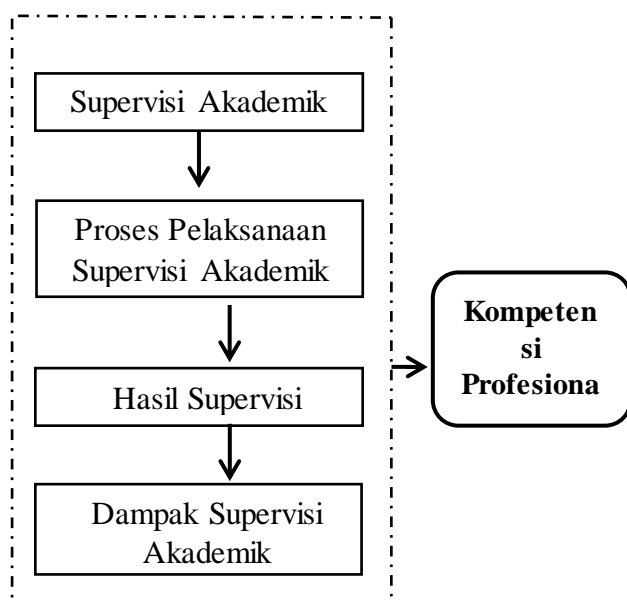 Supervisi Akademik
Proses Pelaksanaan
Supervisi Akademik
Hasil Supervisi
Dampak Supervisi
Akademik
Kompeten
si
Profesiona